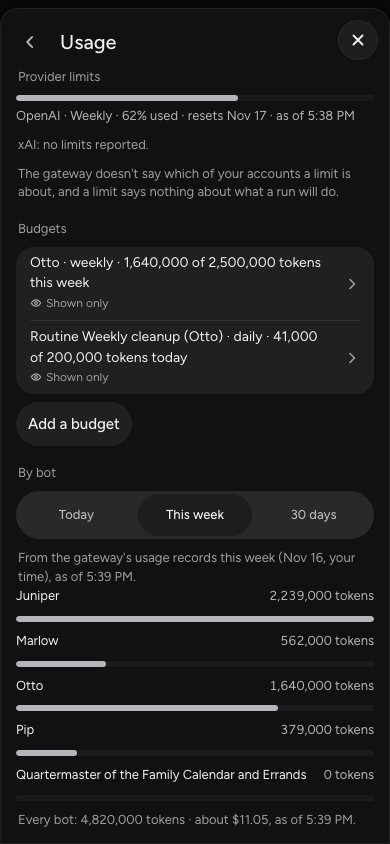 Usage
Provider limits
OpenAI · Weekly · 62% used · resets Nov 17 · as of 5:38 PM
xAI: no limits reported.
The gateway doesn't say which of your accounts a limit is
about, and a limit says nothing about what a run will do.
Budgets
Otto · weekly · 1,640,000 of 2,500,000 tokens
this week
Shown only
Routine Weekly cleanup (Otto) · daily · 41,000
of 200,000 tokens today
Shown only
Add a budget
By bot
Today This week 30 days
From the gateway's usage records this week (Nov 16, your
time), as of 5:39 PM.
Juniper 2,239,000 tokens
Marlow 562,000 tokens
Otto 1,640,000 tokens
Pip 379,000 tokens
Quartermaster of the Family Calendar and Errands 0 tokens
Every bot: 4,820,000 tokens · about $11.05, as of 5:39 PM.